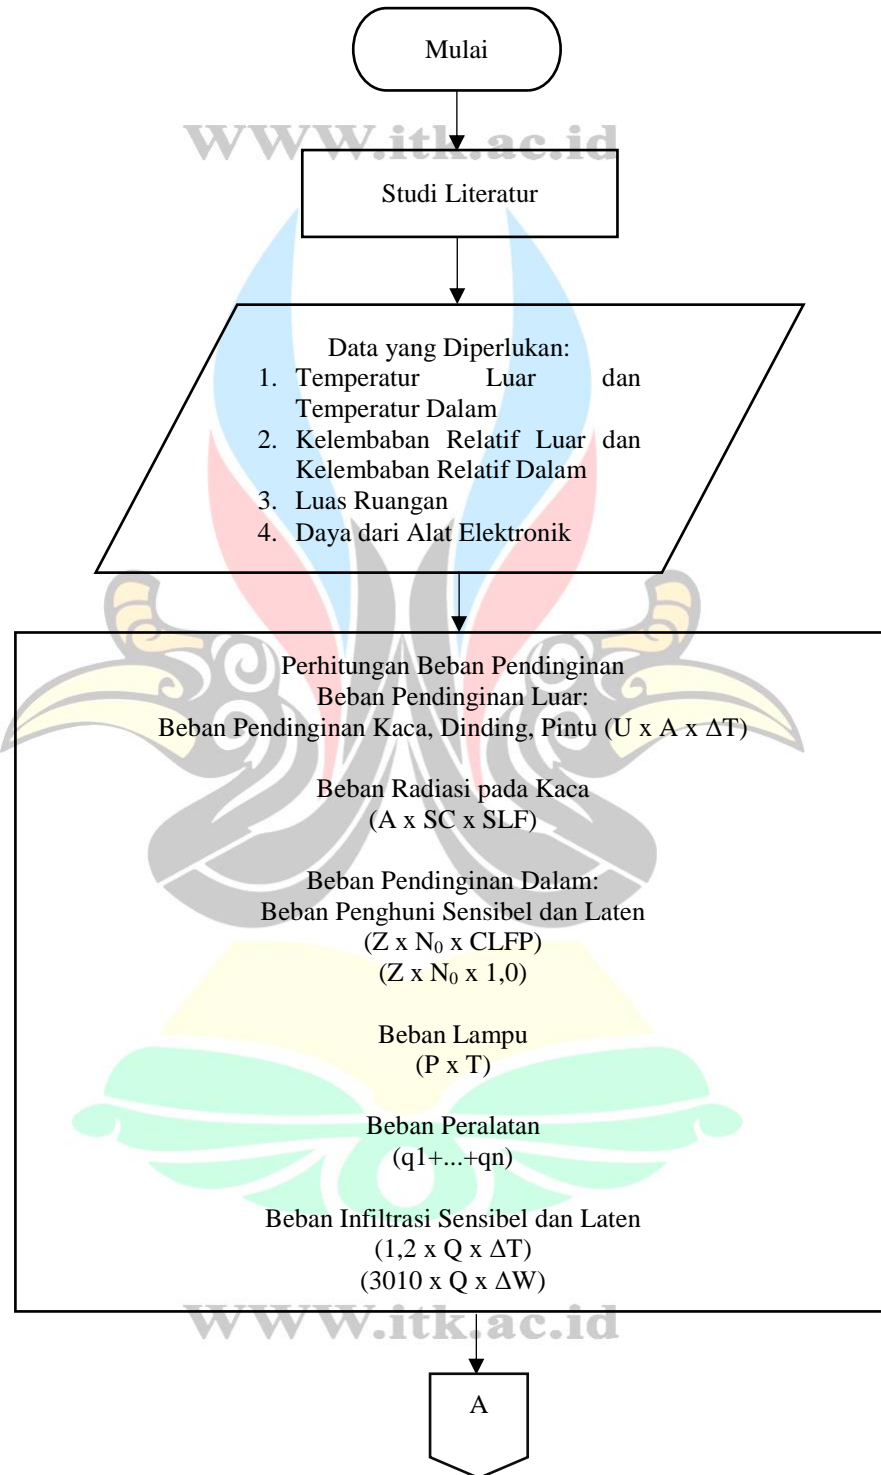 Mulai
WWW.itk.ac.id
Studi Literatur
Data yang Diperlukan:
1. Temperatur Luar dan
Temperatur Dalam
2. Kelembaban Relatif Luar dan
Kelembaban Relatif Dalam
3. Luas Ruangan
4. Daya dari Alat Elektronik
Perhitungan Beban Pendinginan
Beban Pendinginan Luar:
Beban Pendinginan Kaca, Dinding, Pintu (U x A x ΔT)
Beban Radiasi pada Kaca
(A x SC x SLF)
Beban Pendinginan Dalam:
Beban Penghuni Sensibel dan Laten
(Z x N₀ x CLFP)
(Z x N₀ x 1,0)
Beban Lampu
(P x T)
Beban Peralatan
(q1+...+qn)
Beban Infiltrasi Sensibel dan Laten
(1,2 x Q x ΔT)
(3010 x Q x ΔW)
WWW.itk.ac.id
A